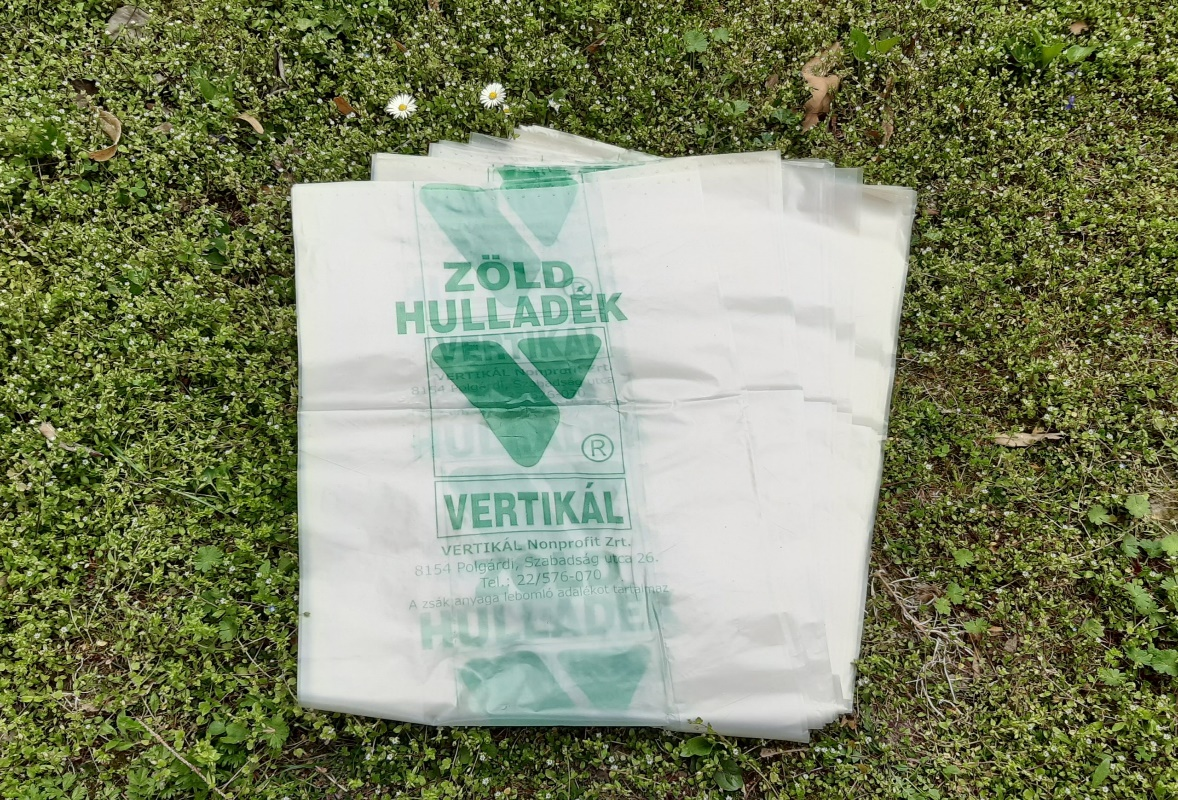 ZÖLD
HULLADÉK
®
VERTIKÁL
VERTIKÁL Nonprofit Zrt.
8154 Polgárdi, Szabadság utca 26.
Tel.: 22/576-070
A zsák anyaga lebomló adalékot tartalmaz
HULLADÉK